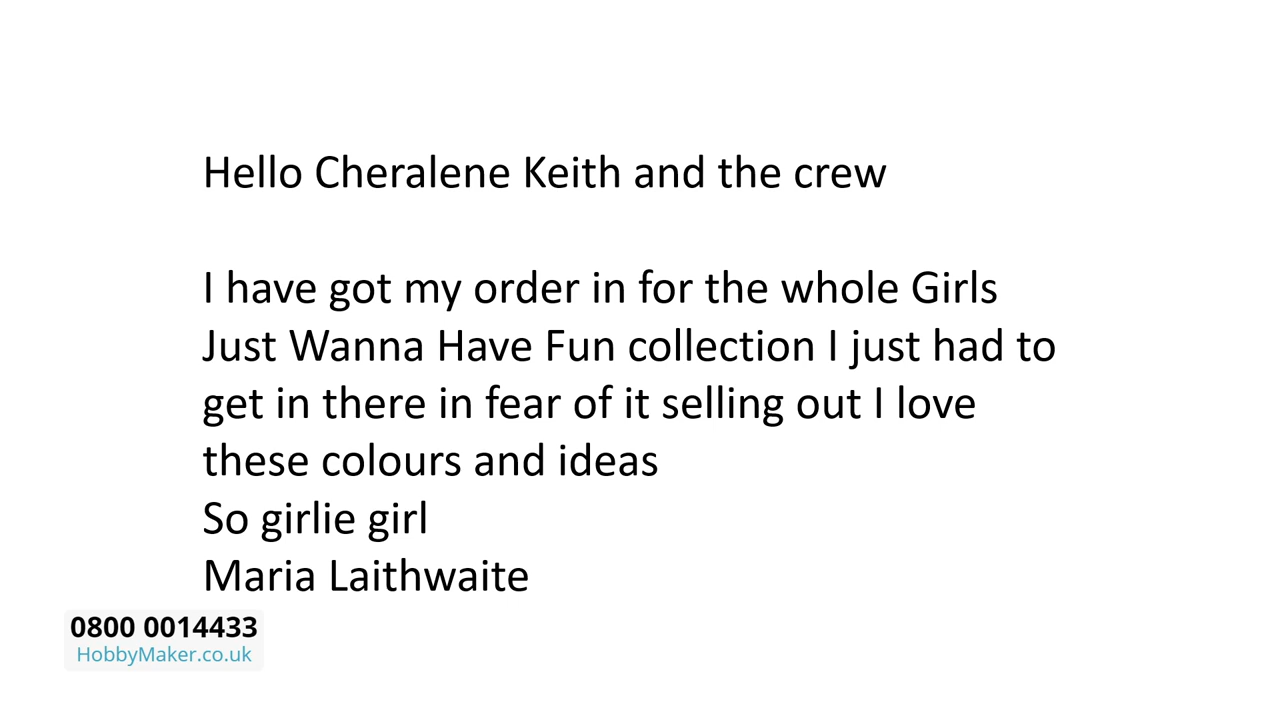 Hello Cheralene Keith and the crew
I have got my order in for the whole Girls
Just Wanna Have Fun collection I just had to
get in there in fear of it selling out I love
these colours and ideas
So girlie girl
Maria Laithwaite
0800 0014433
HobbyMaker.co.uk